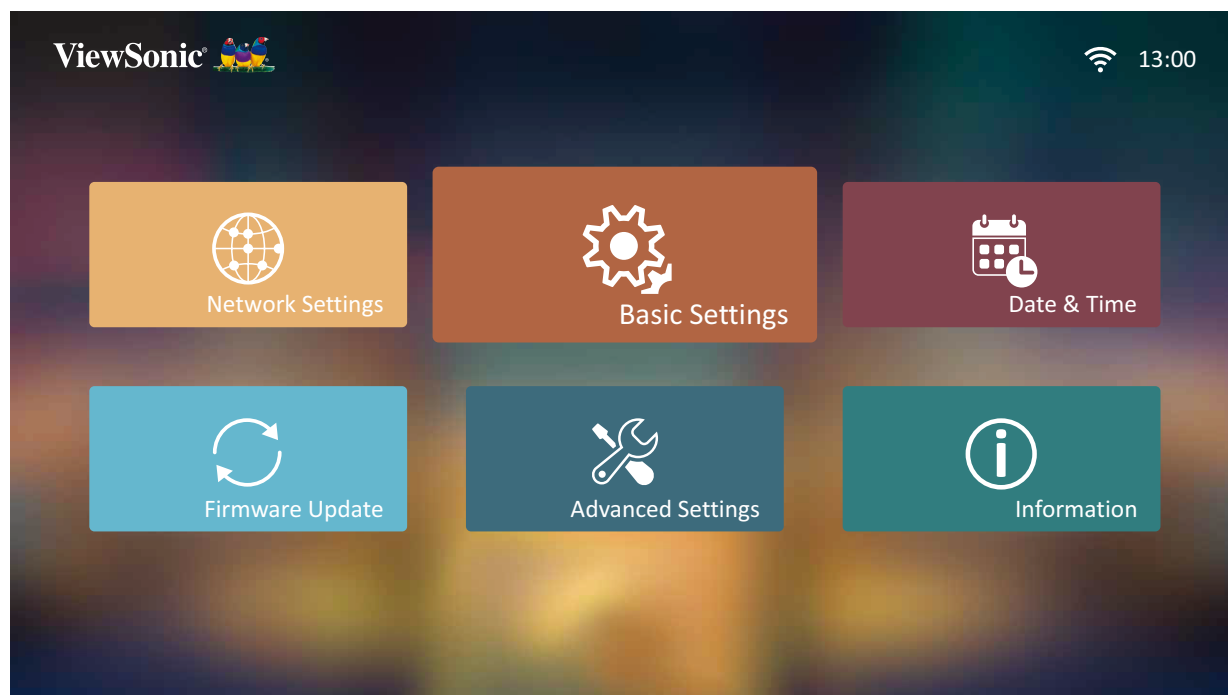 ViewSonic®
13:00
Network Settings
Basic Settings
Date & Time
Firmware Update
Advanced Settings
Information